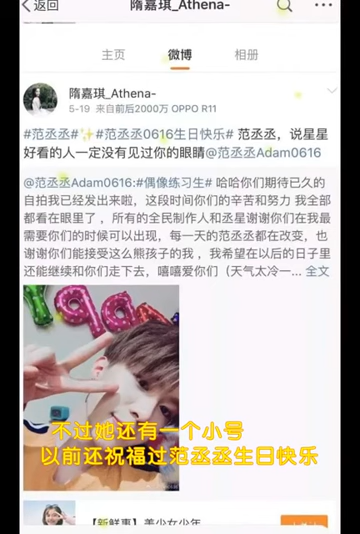 返回
隋嘉琪_Athena-
主页
微博
相册
隋嘉琪_Athena-
5-19 来自前后2000万 OPPO R11
#范丞丞#✨#范丞丞0616生日快乐# 范丞丞，说星星
好看的人一定没有见过你的眼睛@范丞丞Adam0616
@范丞丞Adam0616:#偶像练习生# 哈哈你们期待已久的
自拍我已经发出来啦，这段时间你们的辛苦和努力 我全部
都看在眼里了，所有的全民制作人和丞星谢谢你们在我最
需要你们的时候可以出现，每一天的范丞丞都在改变，也
谢谢你们能接受这么熊孩子的我 ，我希望在以后的日子里
还能继续和你们走下去，嘻嘻爱你们（天气太冷一... 全文
不过她还有一个小号
以前还祝福过范丞丞生日快乐
【新鲜事】美少女少年